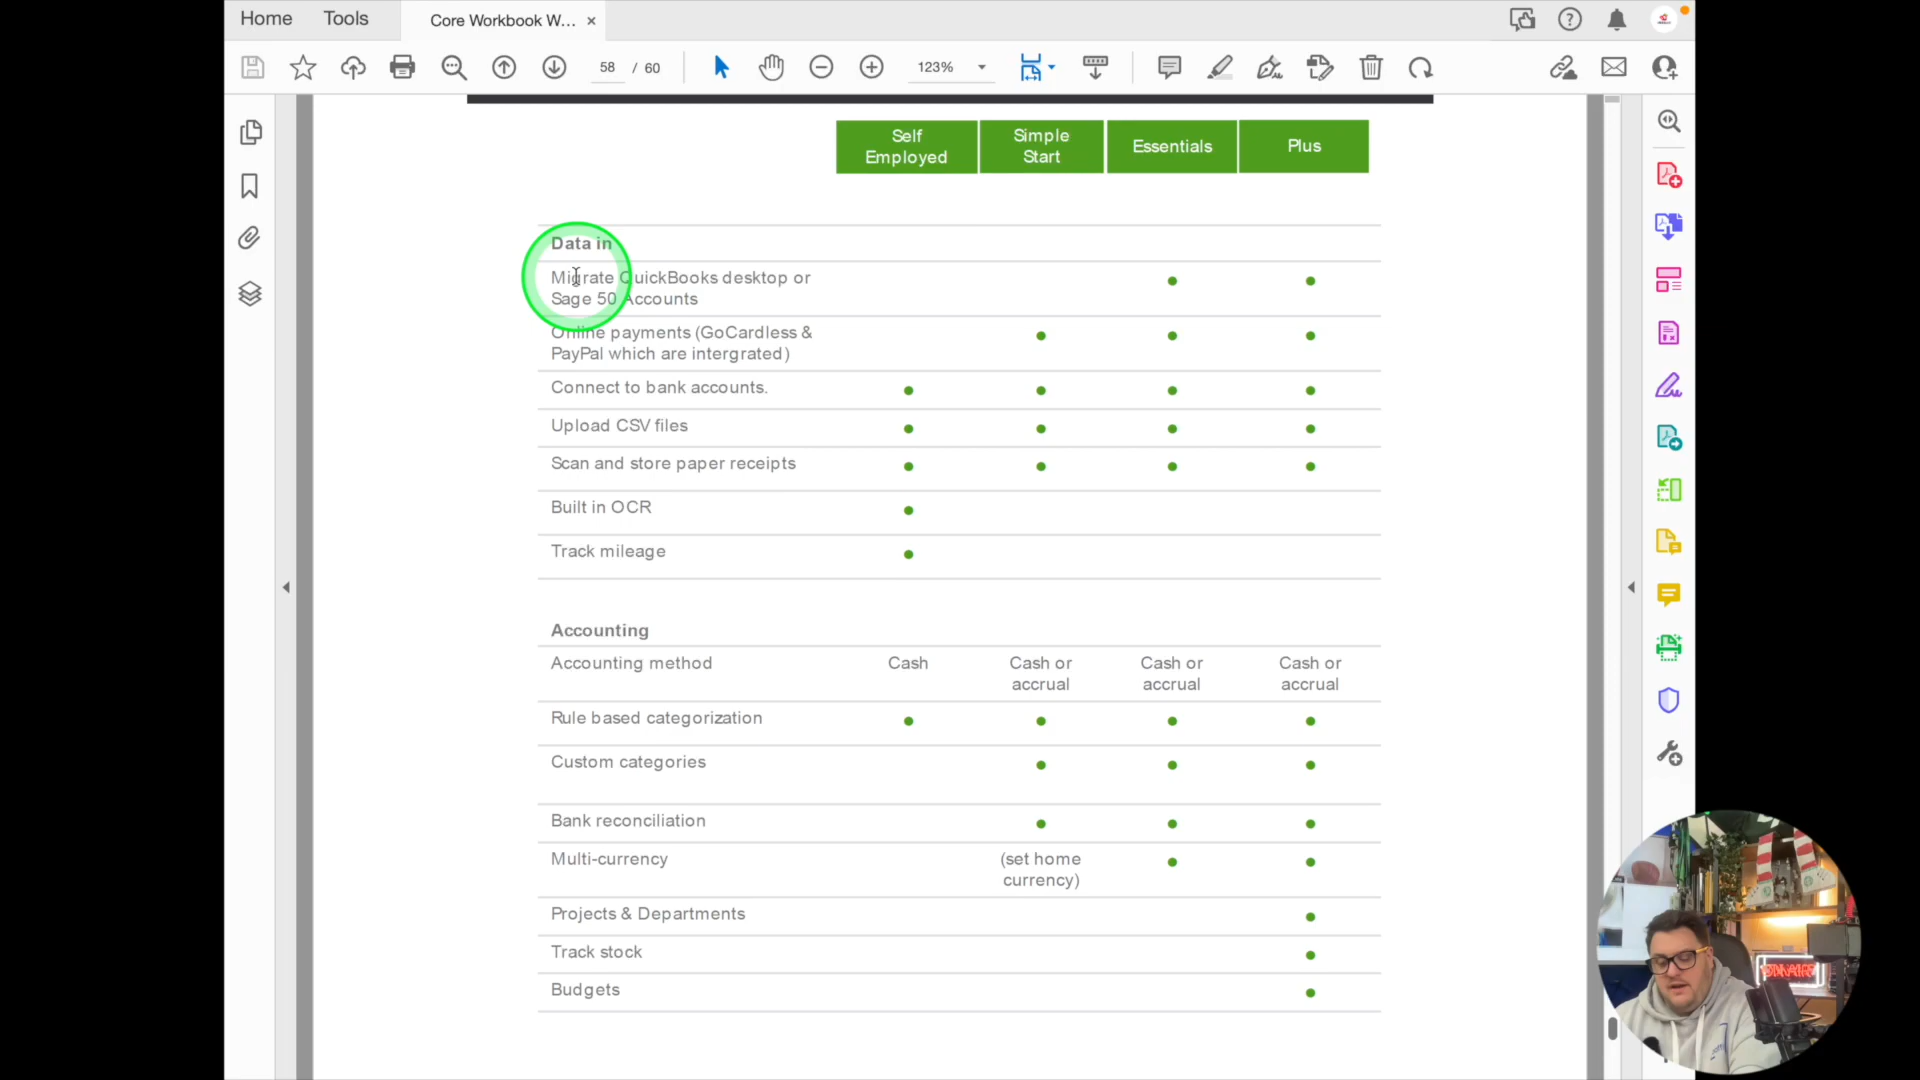 Home
Tools
Core Workbook W...
58 / 60
123%
Self
Employed
Simple
Start
Essentials
Plus
Data in
Migrate QuickBooks desktop or
Sage 50 Accounts
Online payments (GoCardless &
PayPal which are intergrated)
Connect to bank accounts.
Upload CSV files
Scan and store paper receipts
Built in OCR
Track mileage
Accounting
Accounting method
Cash
Cash or
accrual
Cash or
accrual
Cash or
accrual
Rule based categorization
Custom categories
Bank reconciliation
Multi-currency
(set home
currency)
Projects & Departments
Track stock
Budgets